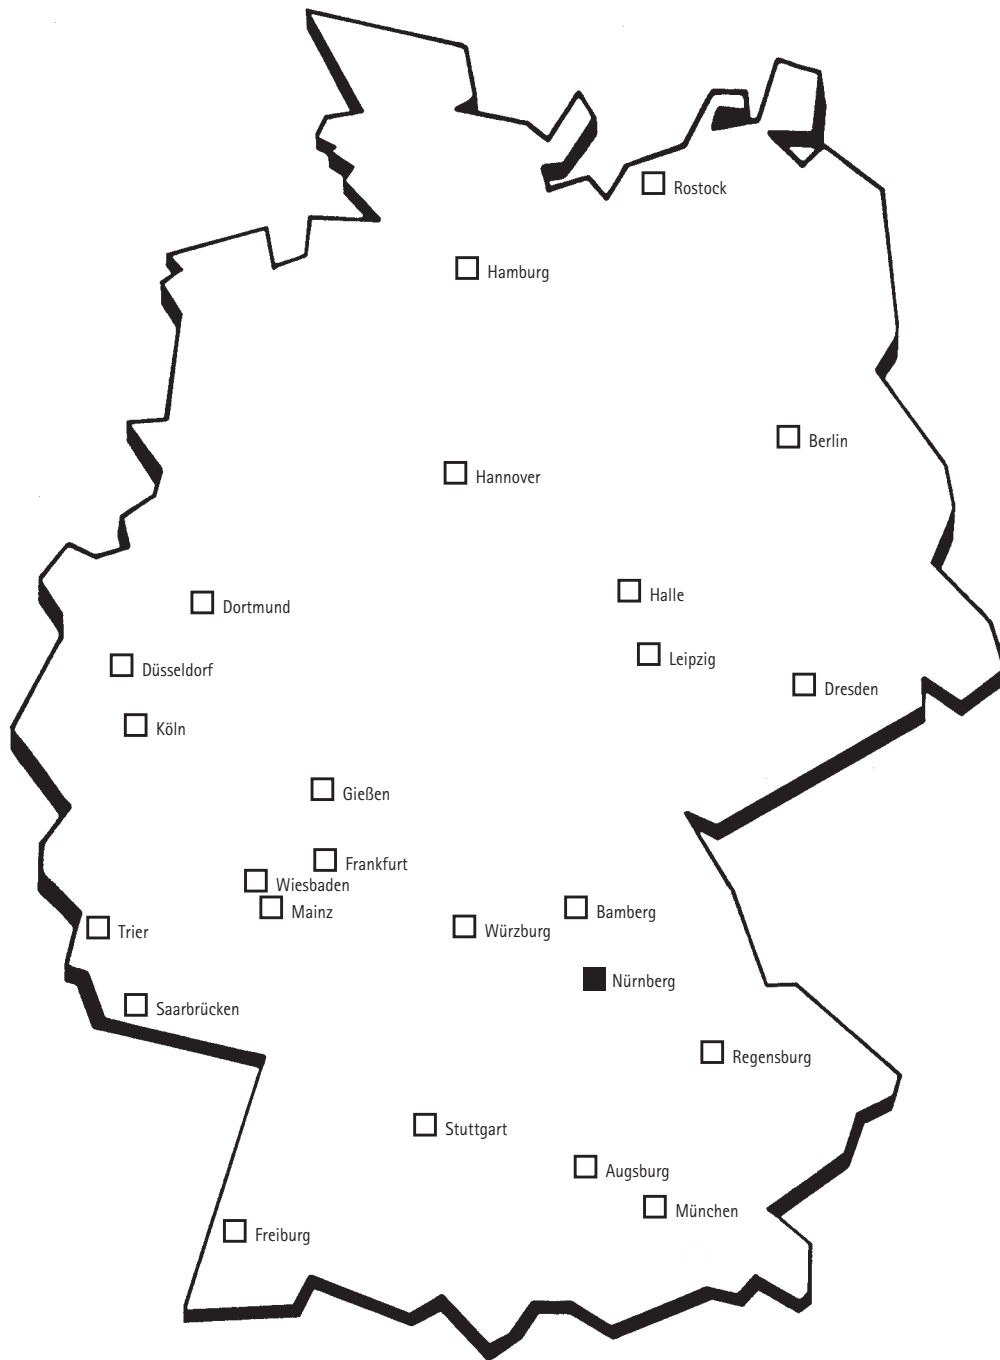 Rostock
Hamburg
Berlin
Hannover
Halle
Dortmund
Leipzig
Düsseldorf
Dresden
Köln
Gießen
Frankfurt
Wiesbaden
Mainz
Bamberg
Würzburg
Trier
Nürnberg
Saarbrücken
Regensburg
Stuttgart
Augsburg
München
Freiburg